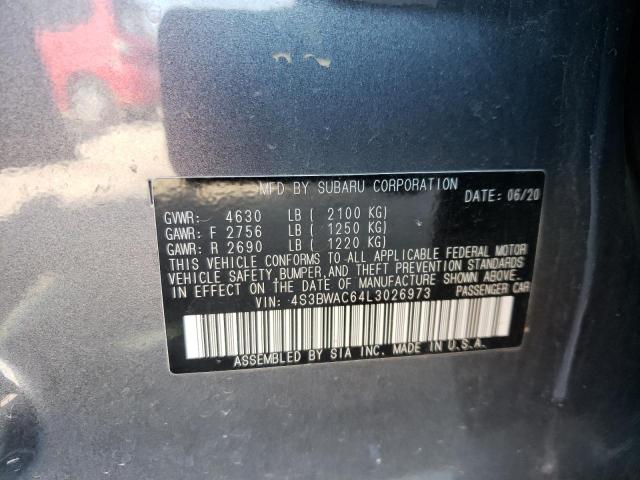 MFD BY SUBARU CORPORATION
DATE: 06/20
GVWR: 4630 LB ( 2100 KG)
GAWR: F 2756 LB ( 1250 KG)
GAWR: R 2690 LB ( 1220 KG)
THIS VEHICLE CONFORMS TO ALL APPLICABLE FEDERAL MOTOR
VEHICLE SAFETY, BUMPER, AND THEFT PREVENTION STANDARDS
IN EFFECT ON THE DATE OF MANUFACTURE SHOWN ABOVE.
VIN: 4S3BWAC64L3026973 PASSENGER CAR
ASSEMBLED BY SIA INC. MADE IN U.S.A.